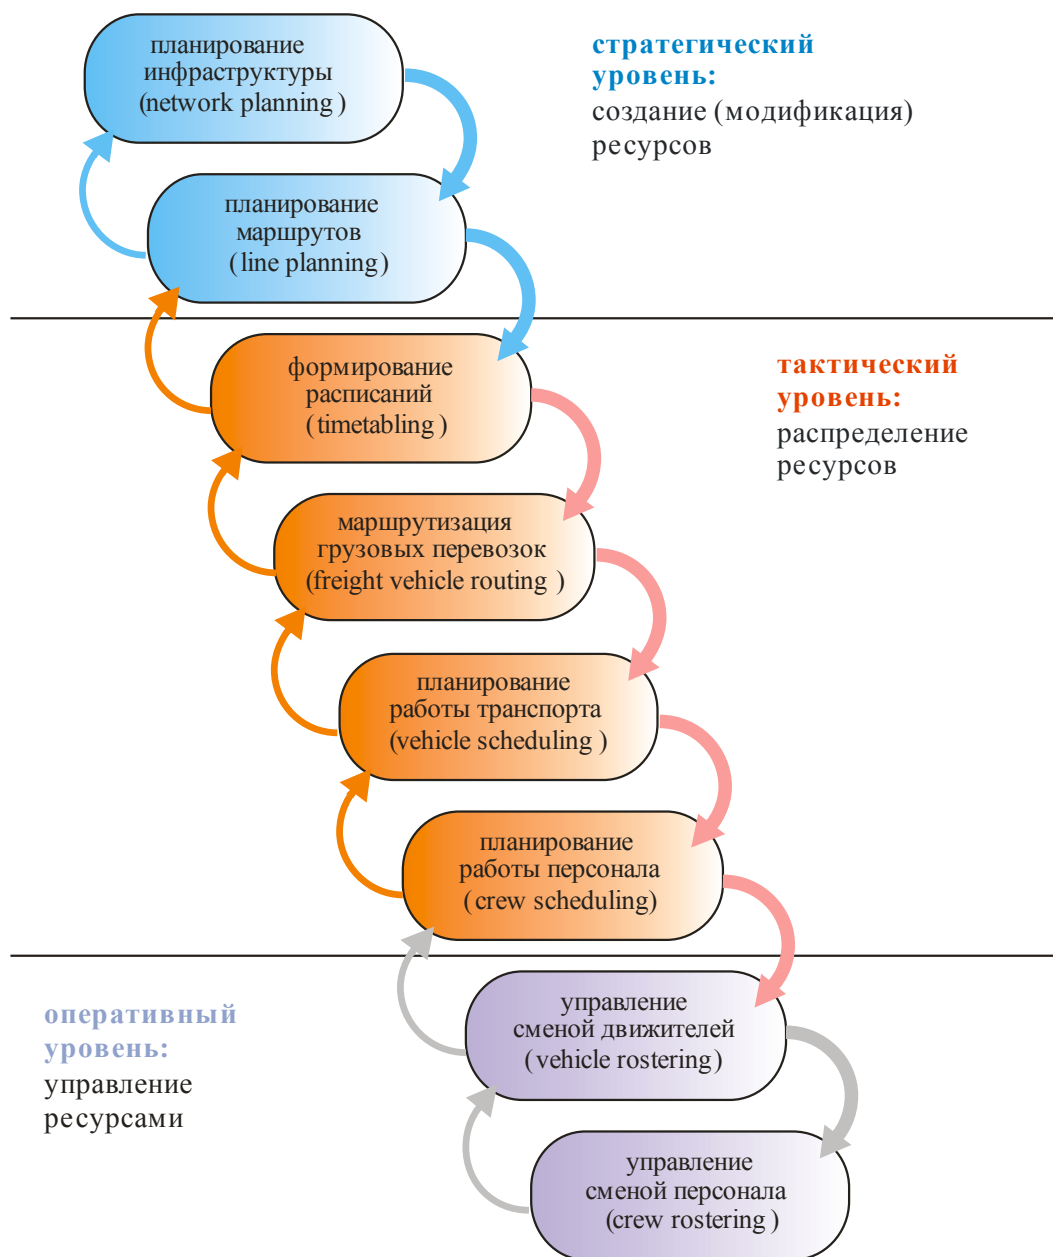 планирование
инфраструктуры
(network planning )
стратегический
уровень:
создание (модификация)
ресурсов
планирование
маршрутов
(line planning)
формирование
расписаний
(timetabling )
тактический
уровень:
распределение
ресурсов
маршрутизация
грузовых перевозок
(freight vehicle routing )
планирование
работы транспорта
(vehicle scheduling )
планирование
работы персонала
(crew scheduling)
оперативный
уровень:
управление
ресурсами
управление
сменой движителей
(vehicle rostering)
управление
сменой персонала
(crew rostering )